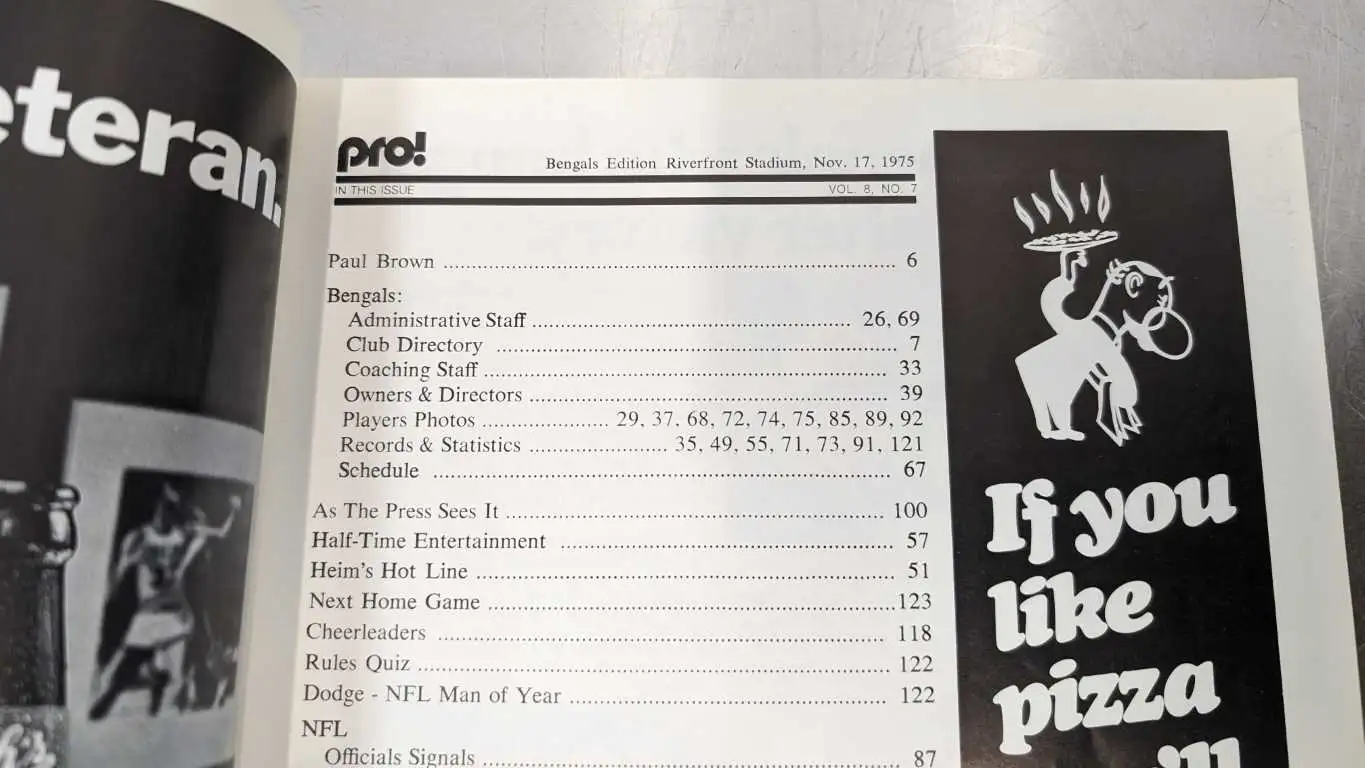 eteran.
pro!
Bengals Edition Riverfront Stadium, Nov. 17, 1975
IN THIS ISSUE VOL. 8, NO. 7
Paul Brown ........ 6
Bengals:
Administrative Staff ........ 26, 69
Club Directory ........ 7
Coaching Staff ........ 33
Owners & Directors ........ 39
Players Photos ........ 29, 37, 68, 72, 74, 75, 85, 89, 92
Records & Statistics ........ 35, 49, 55, 71, 73, 91, 121
Schedule ........ 67
As The Press Sees It ........ 100
Half-Time Entertainment ........ 57
Heim's Hot Line ........ 51
Next Home Game ........ 123
Cheerleaders ........ 118
Rules Quiz ........ 122
Dodge - NFL Man of Year ........ 122
NFL
Officials Signals ........ 87
If you
like
pizza